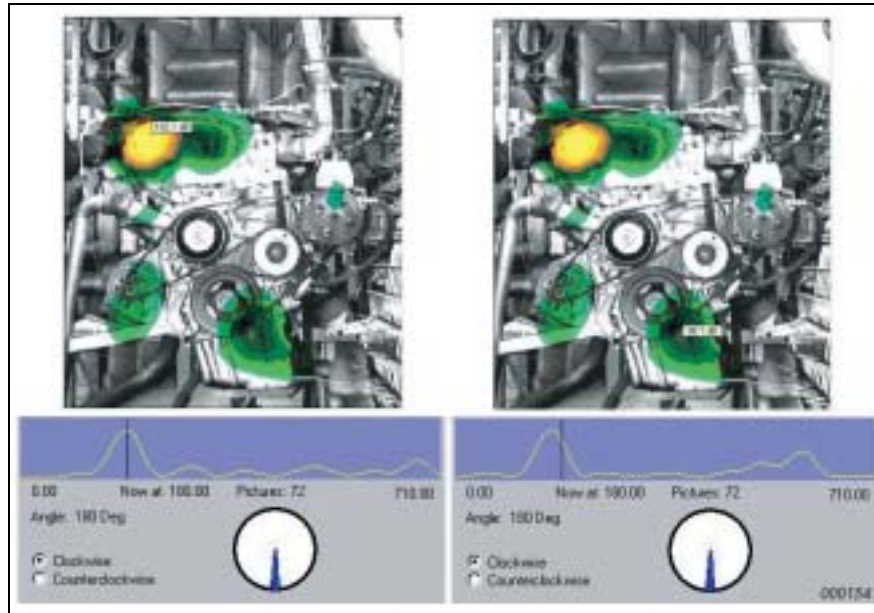 0.00 Now at: 180.00 Pictures: 72 710.00
Angle: 180 Deg
Clockwise
Counterclockwise
0.00 Now at: 180.00 Pictures: 72 710.00
Angle: 180 Deg
Clockwise
Counterclockwise
000154